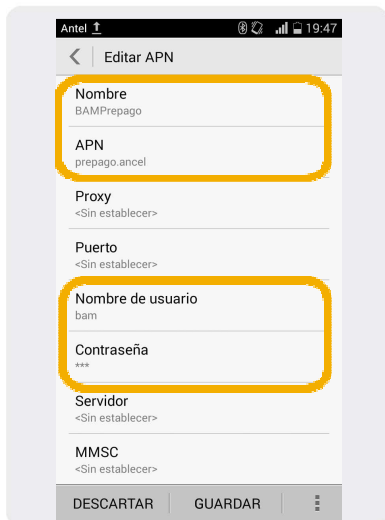 Antel 19:47
Editar APN
Nombre
BAMPrepago
APN
prepago.ancel
Proxy
<Sin establecer>
Puerto
<Sin establecer>
Nombre de usuario
bam
Contraseña
***
Servidor
<Sin establecer>
MMSC
<Sin establecer>
DESCARTAR GUARDAR